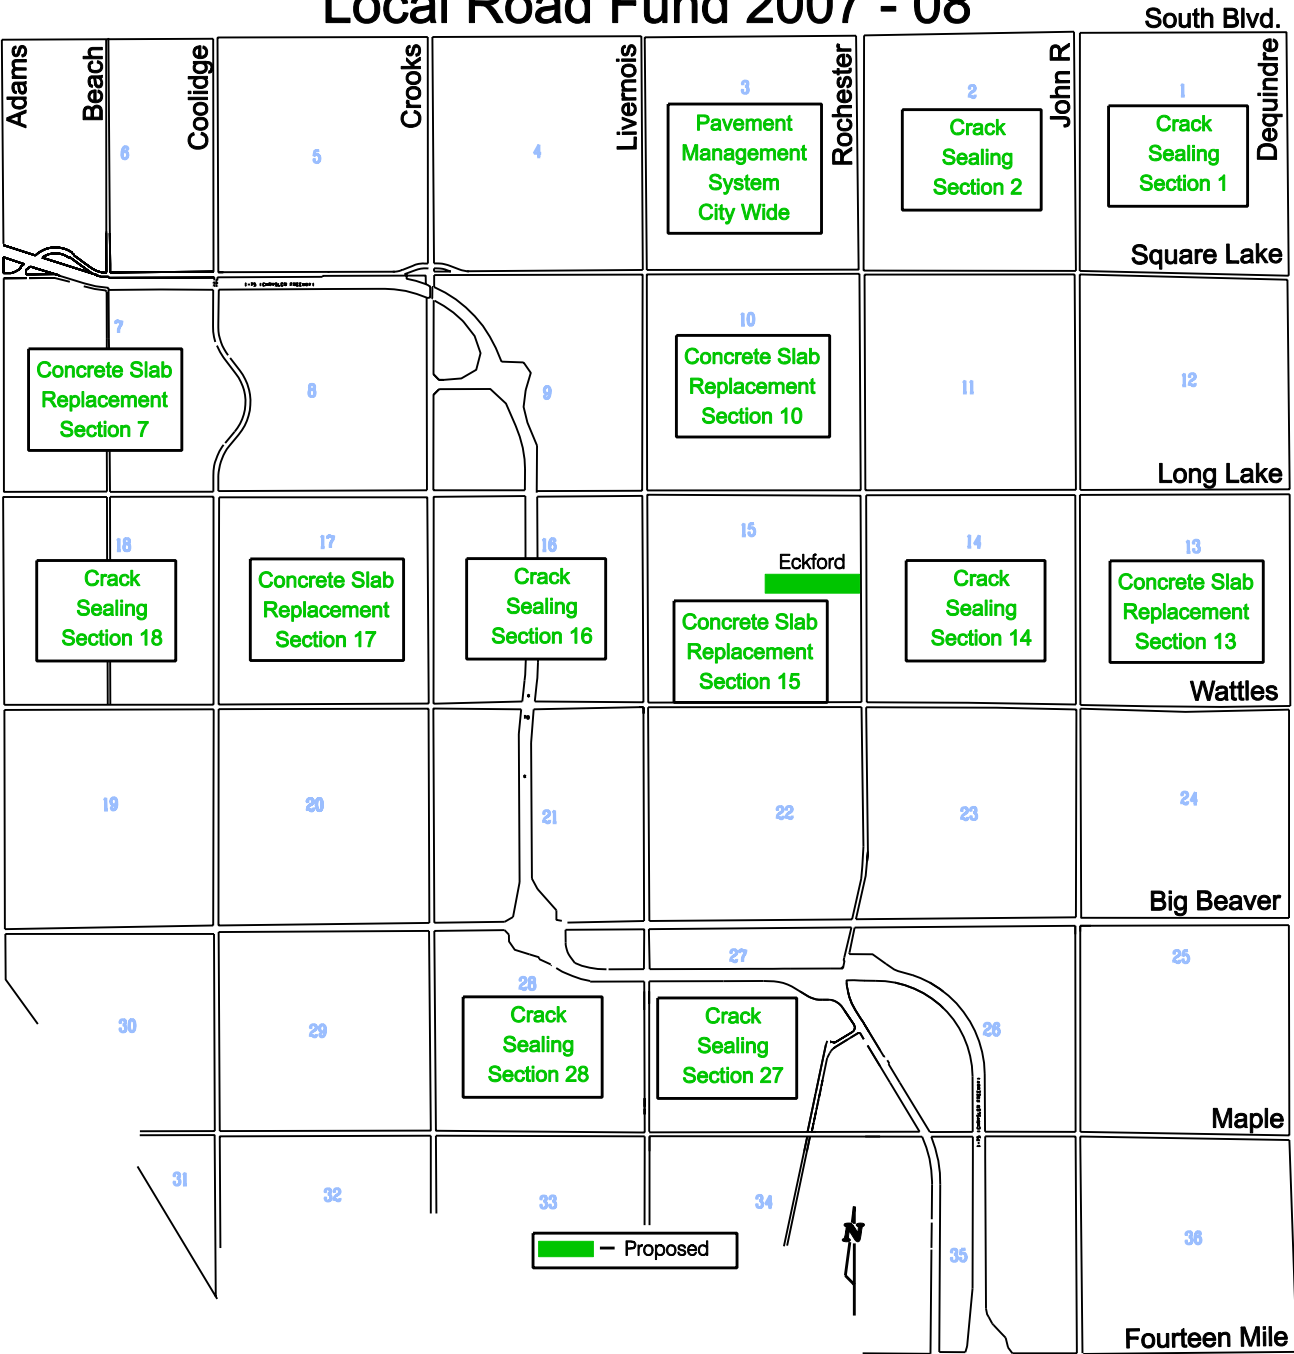 Local Road Fund 2007 - 08
South Blvd.
Adams
Beach
Coolidge
Crooks
Livernois
Rochester
John R
Dequindre
6
5
4
3
2
1
Pavement
Management
System
City Wide
Crack
Sealing
Section 2
Crack
Sealing
Section 1
Square Lake
7
8
9
10
11
12
Concrete Slab
Replacement
Section 7
Concrete Slab
Replacement
Section 10
Long Lake
18
17
16
15
14
13
Eckford
Crack
Sealing
Section 18
Concrete Slab
Replacement
Section 17
Crack
Sealing
Section 16
Concrete Slab
Replacement
Section 15
Crack
Sealing
Section 14
Concrete Slab
Replacement
Section 13
Wattles
19
20
21
22
23
24
Big Beaver
30
29
28
27
26
25
Crack
Sealing
Section 28
Crack
Sealing
Section 27
Maple
31
32
33
34
35
36
N
– Proposed
Fourteen Mile